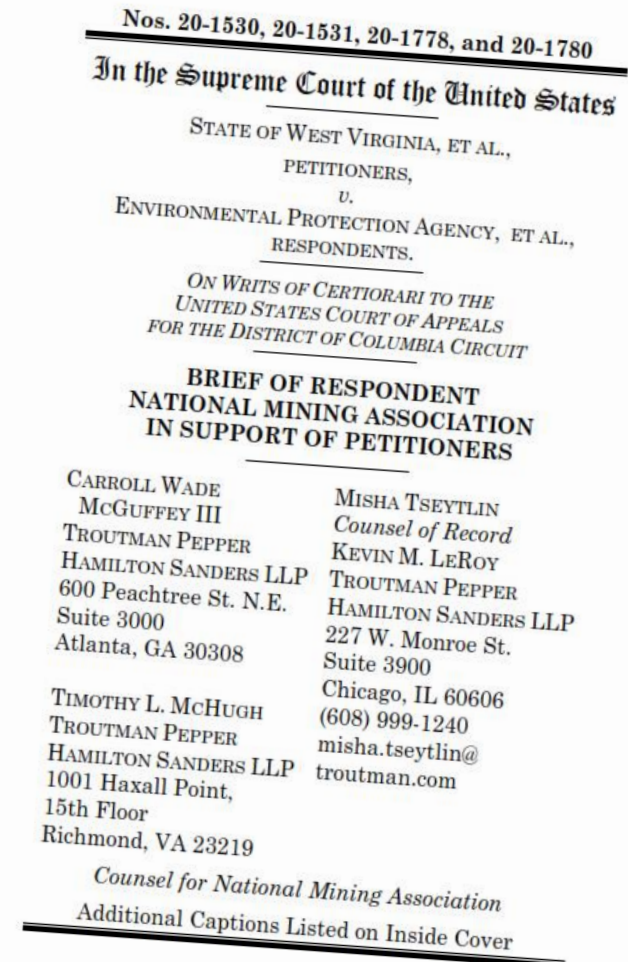 Nos. 20-1530, 20-1531, 20-1778, and 20-1780
In the Supreme Court of the United States
STATE OF WEST VIRGINIA, ET AL.,
PETITIONERS,
v.
ENVIRONMENTAL PROTECTION AGENCY, ET AL.,
RESPONDENTS.
ON WRITS OF CERTIORARI TO THE
UNITED STATES COURT OF APPEALS
FOR THE DISTRICT OF COLUMBIA CIRCUIT
BRIEF OF RESPONDENT
NATIONAL MINING ASSOCIATION
IN SUPPORT OF PETITIONERS
CARROLL WADE
MCGUFFEY III
TROUTMAN PEPPER
HAMILTON SANDERS LLP
600 Peachtree St. N.E.
Suite 3000
Atlanta, GA 30308
TIMOTHY L. MCHUGH
TROUTMAN PEPPER
HAMILTON SANDERS LLP
1001 Haxall Point,
15th Floor
Richmond, VA 23219
MISHA TSEYTLIN
Counsel of Record
KEVIN M. LEROY
TROUTMAN PEPPER
HAMILTON SANDERS LLP
227 W. Monroe St.
Suite 3900
Chicago, IL 60606
(608) 999-1240
misha.tseytlin@
troutman.com
Counsel for National Mining Association
Additional Captions Listed on Inside Cover